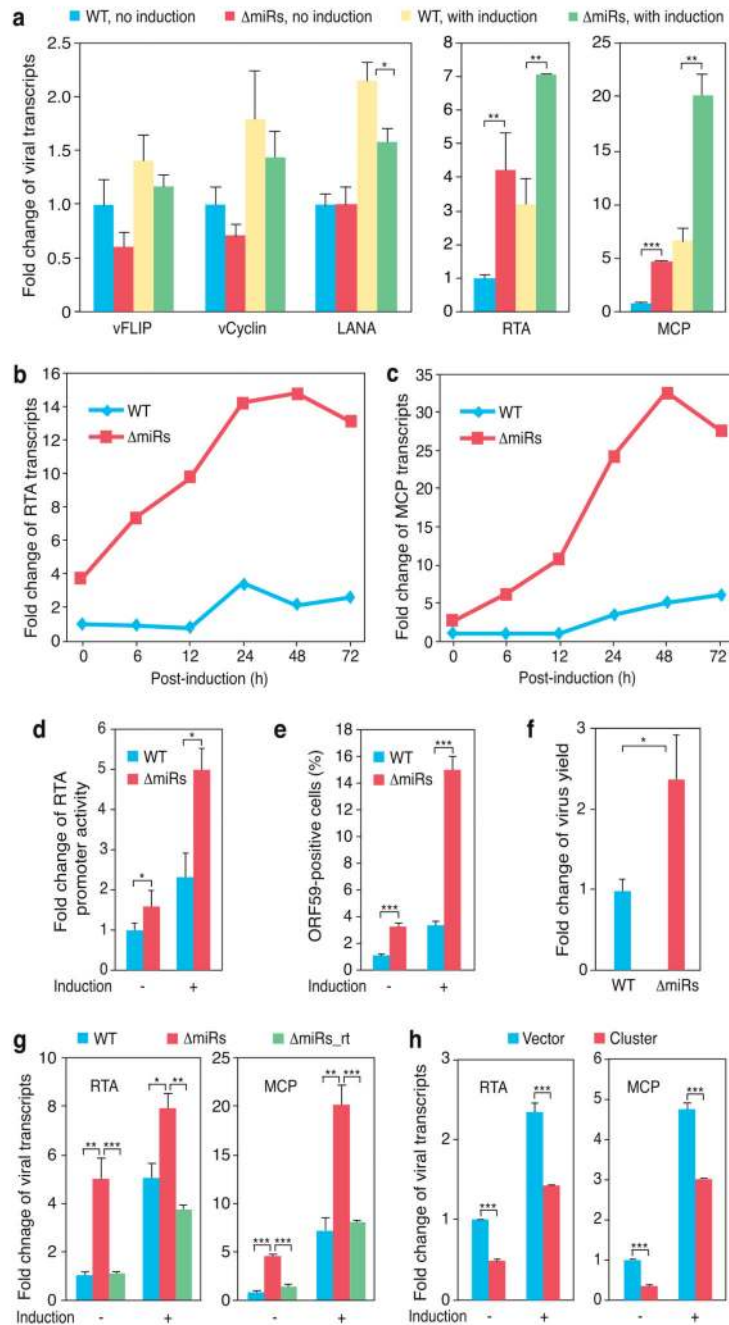 a
WT, no induction ΔmiRs, no induction WT, with induction ΔmiRs, with induction
Fold change of viral transcripts
2.5
2.0
1.5
1.0
0.5
0
*
vFLIP vCyclin LANA
8
7
6
5
4
3
2
1
0
**
**
RTA
25
20
15
10
5
0
***
**
MCP
b
Fold change of RTA transcripts
16
14
12
10
8
6
4
2
0
WT
ΔmiRs
0 6 12 24 48 72
Post-induction (h)
c
Fold change of MCP transcripts
35
30
25
20
15
10
5
0
WT
ΔmiRs
0 6 12 24 48 72
Post-induction (h)
d
Fold change of RTA
promoter activity
6
5
4
3
2
1
0
WT
ΔmiRs
*
*
Induction - +
e
ORF59-positive cells (%)
18
16
14
12
10
8
6
4
2
0
WT
ΔmiRs
***
***
Induction - +
f
Fold change of virus yield
3
2
1
0
*
WT ΔmiRs
g
WT ΔmiRs ΔmiRs_rt
Fold chnage of viral transcripts
10
8
6
4
2
0
RTA
** ***
* **
Induction - +
25
20
15
10
5
0
MCP
*** ***
** ***
- +
h
Vector Cluster
Fold change of viral transcripts
3
2
1
0
RTA
***
***
Induction - +
6
5
4
3
2
1
0
MCP
***
***
- +